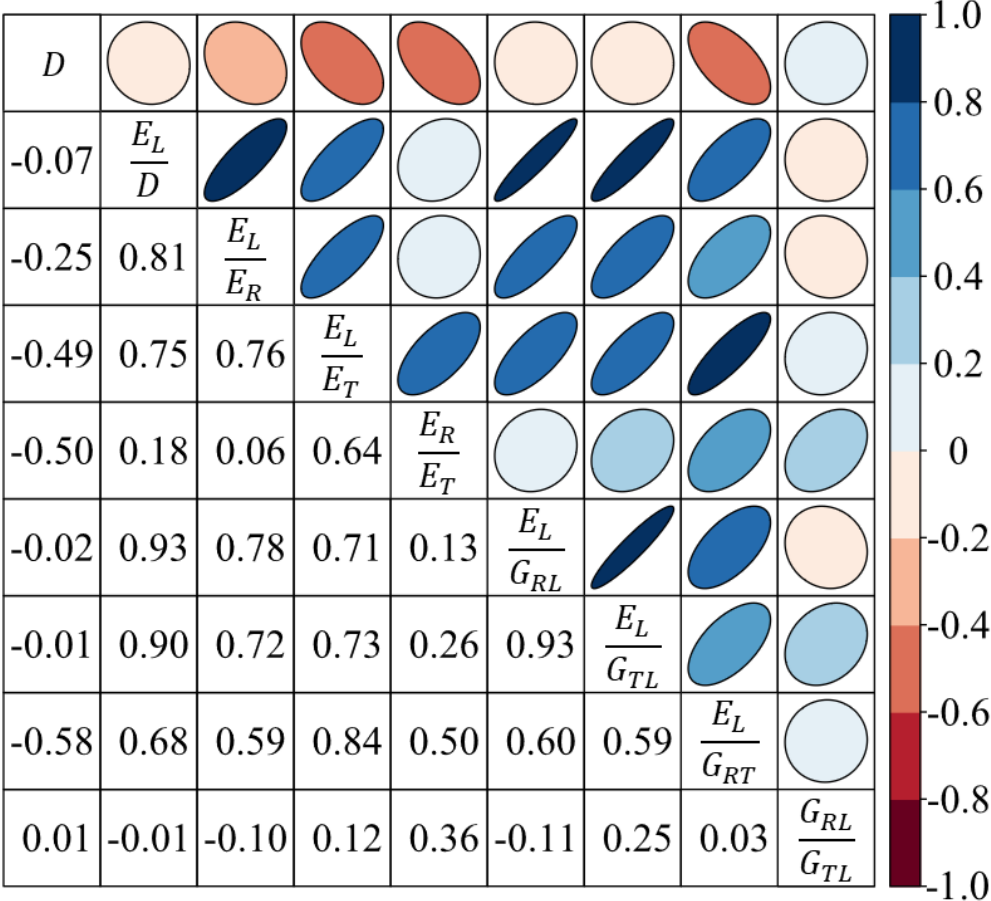 D
-0.07 E_L/D
-0.25 0.81 E_L/E_R
-0.49 0.75 0.76 E_L/E_T
-0.50 0.18 0.06 0.64 E_R/E_T
-0.02 0.93 0.78 0.71 0.13 E_L/G_RL
-0.01 0.90 0.72 0.73 0.26 0.93 E_L/G_TL
-0.58 0.68 0.59 0.84 0.50 0.60 0.59 E_L/G_RT
0.01 -0.01 -0.10 0.12 0.36 -0.11 0.25 0.03 G_RL/G_TL
1.0
0.8
0.6
0.4
0.2
0
-0.2
-0.4
-0.6
-0.8
-1.0